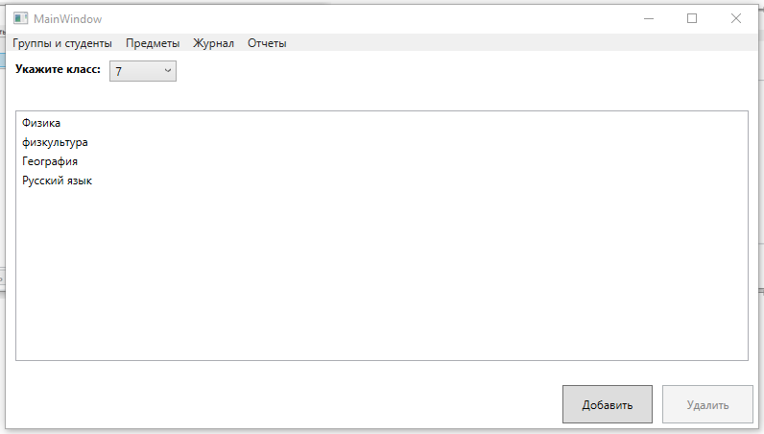 MainWindow
Группы и студенты Предметы Журнал Отчеты
Укажите класс: 7
Физика
физкультура
География
Русский язык
Добавить Удалить